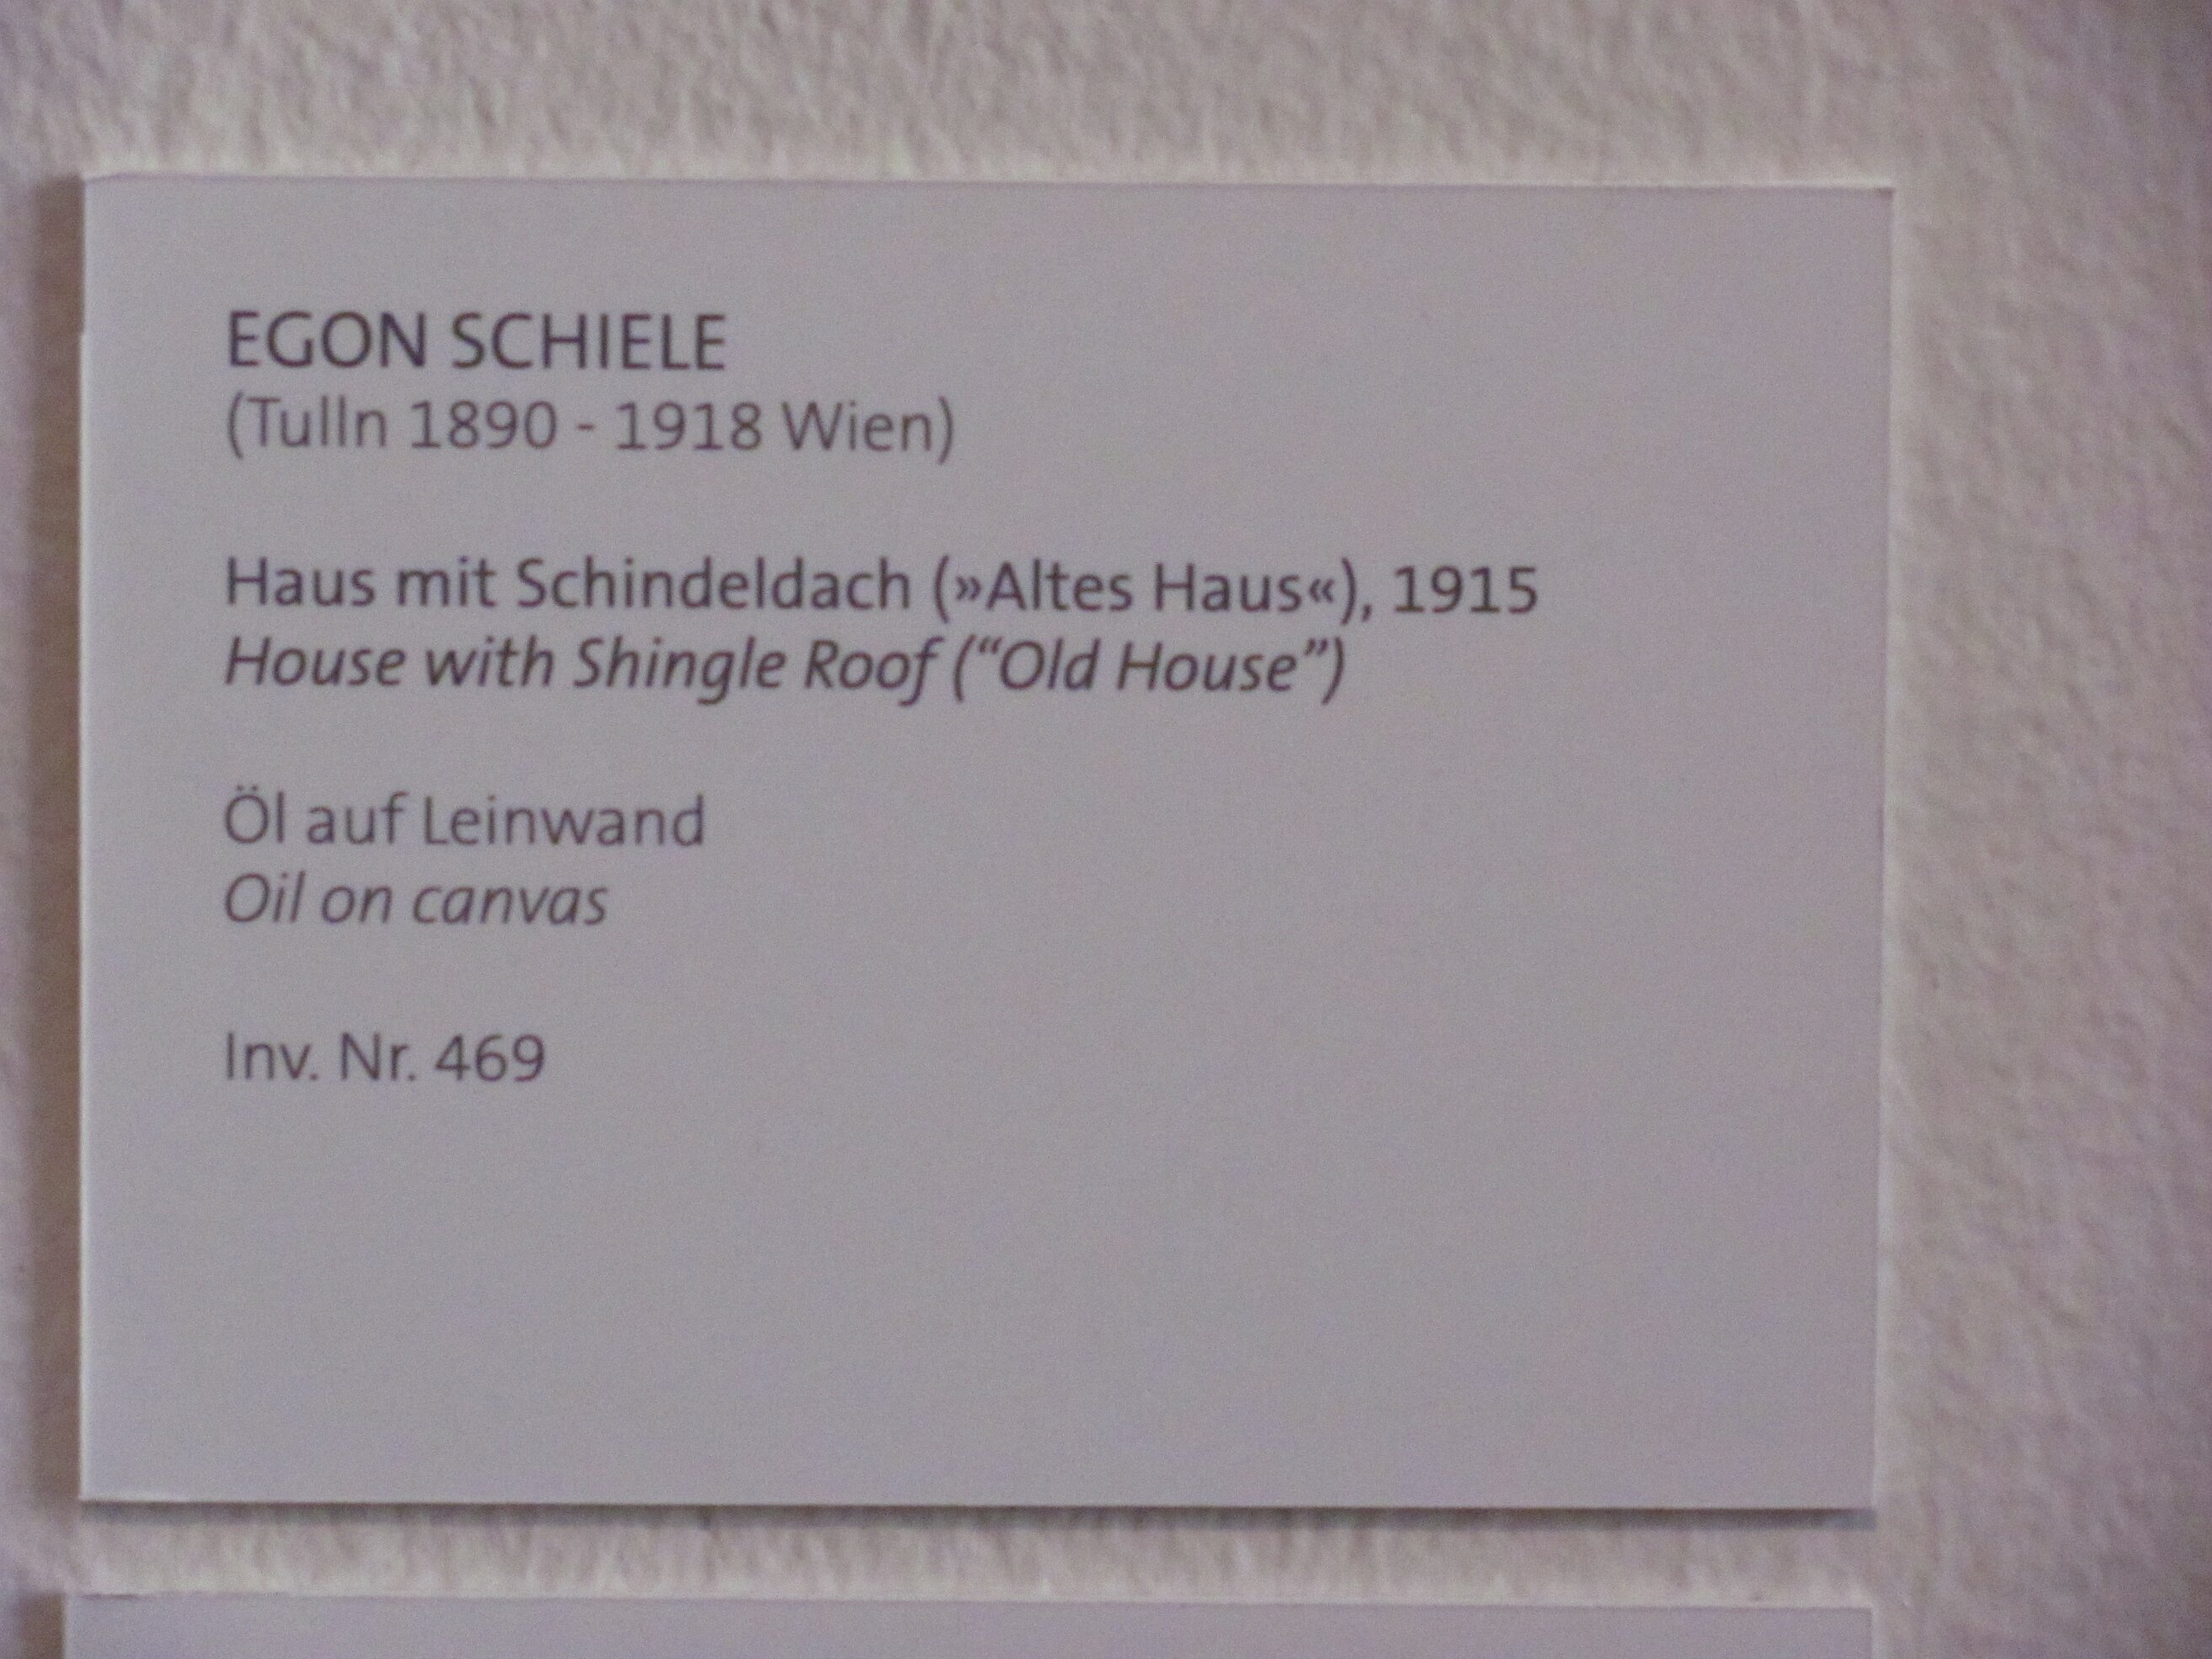 EGON SCHIELE
(Tulln 1890 - 1918 Wien)
Haus mit Schindeldach (»Altes Haus«), 1915
House with Shingle Roof (“Old House”)
Öl auf Leinwand
Oil on canvas
Inv. Nr. 469